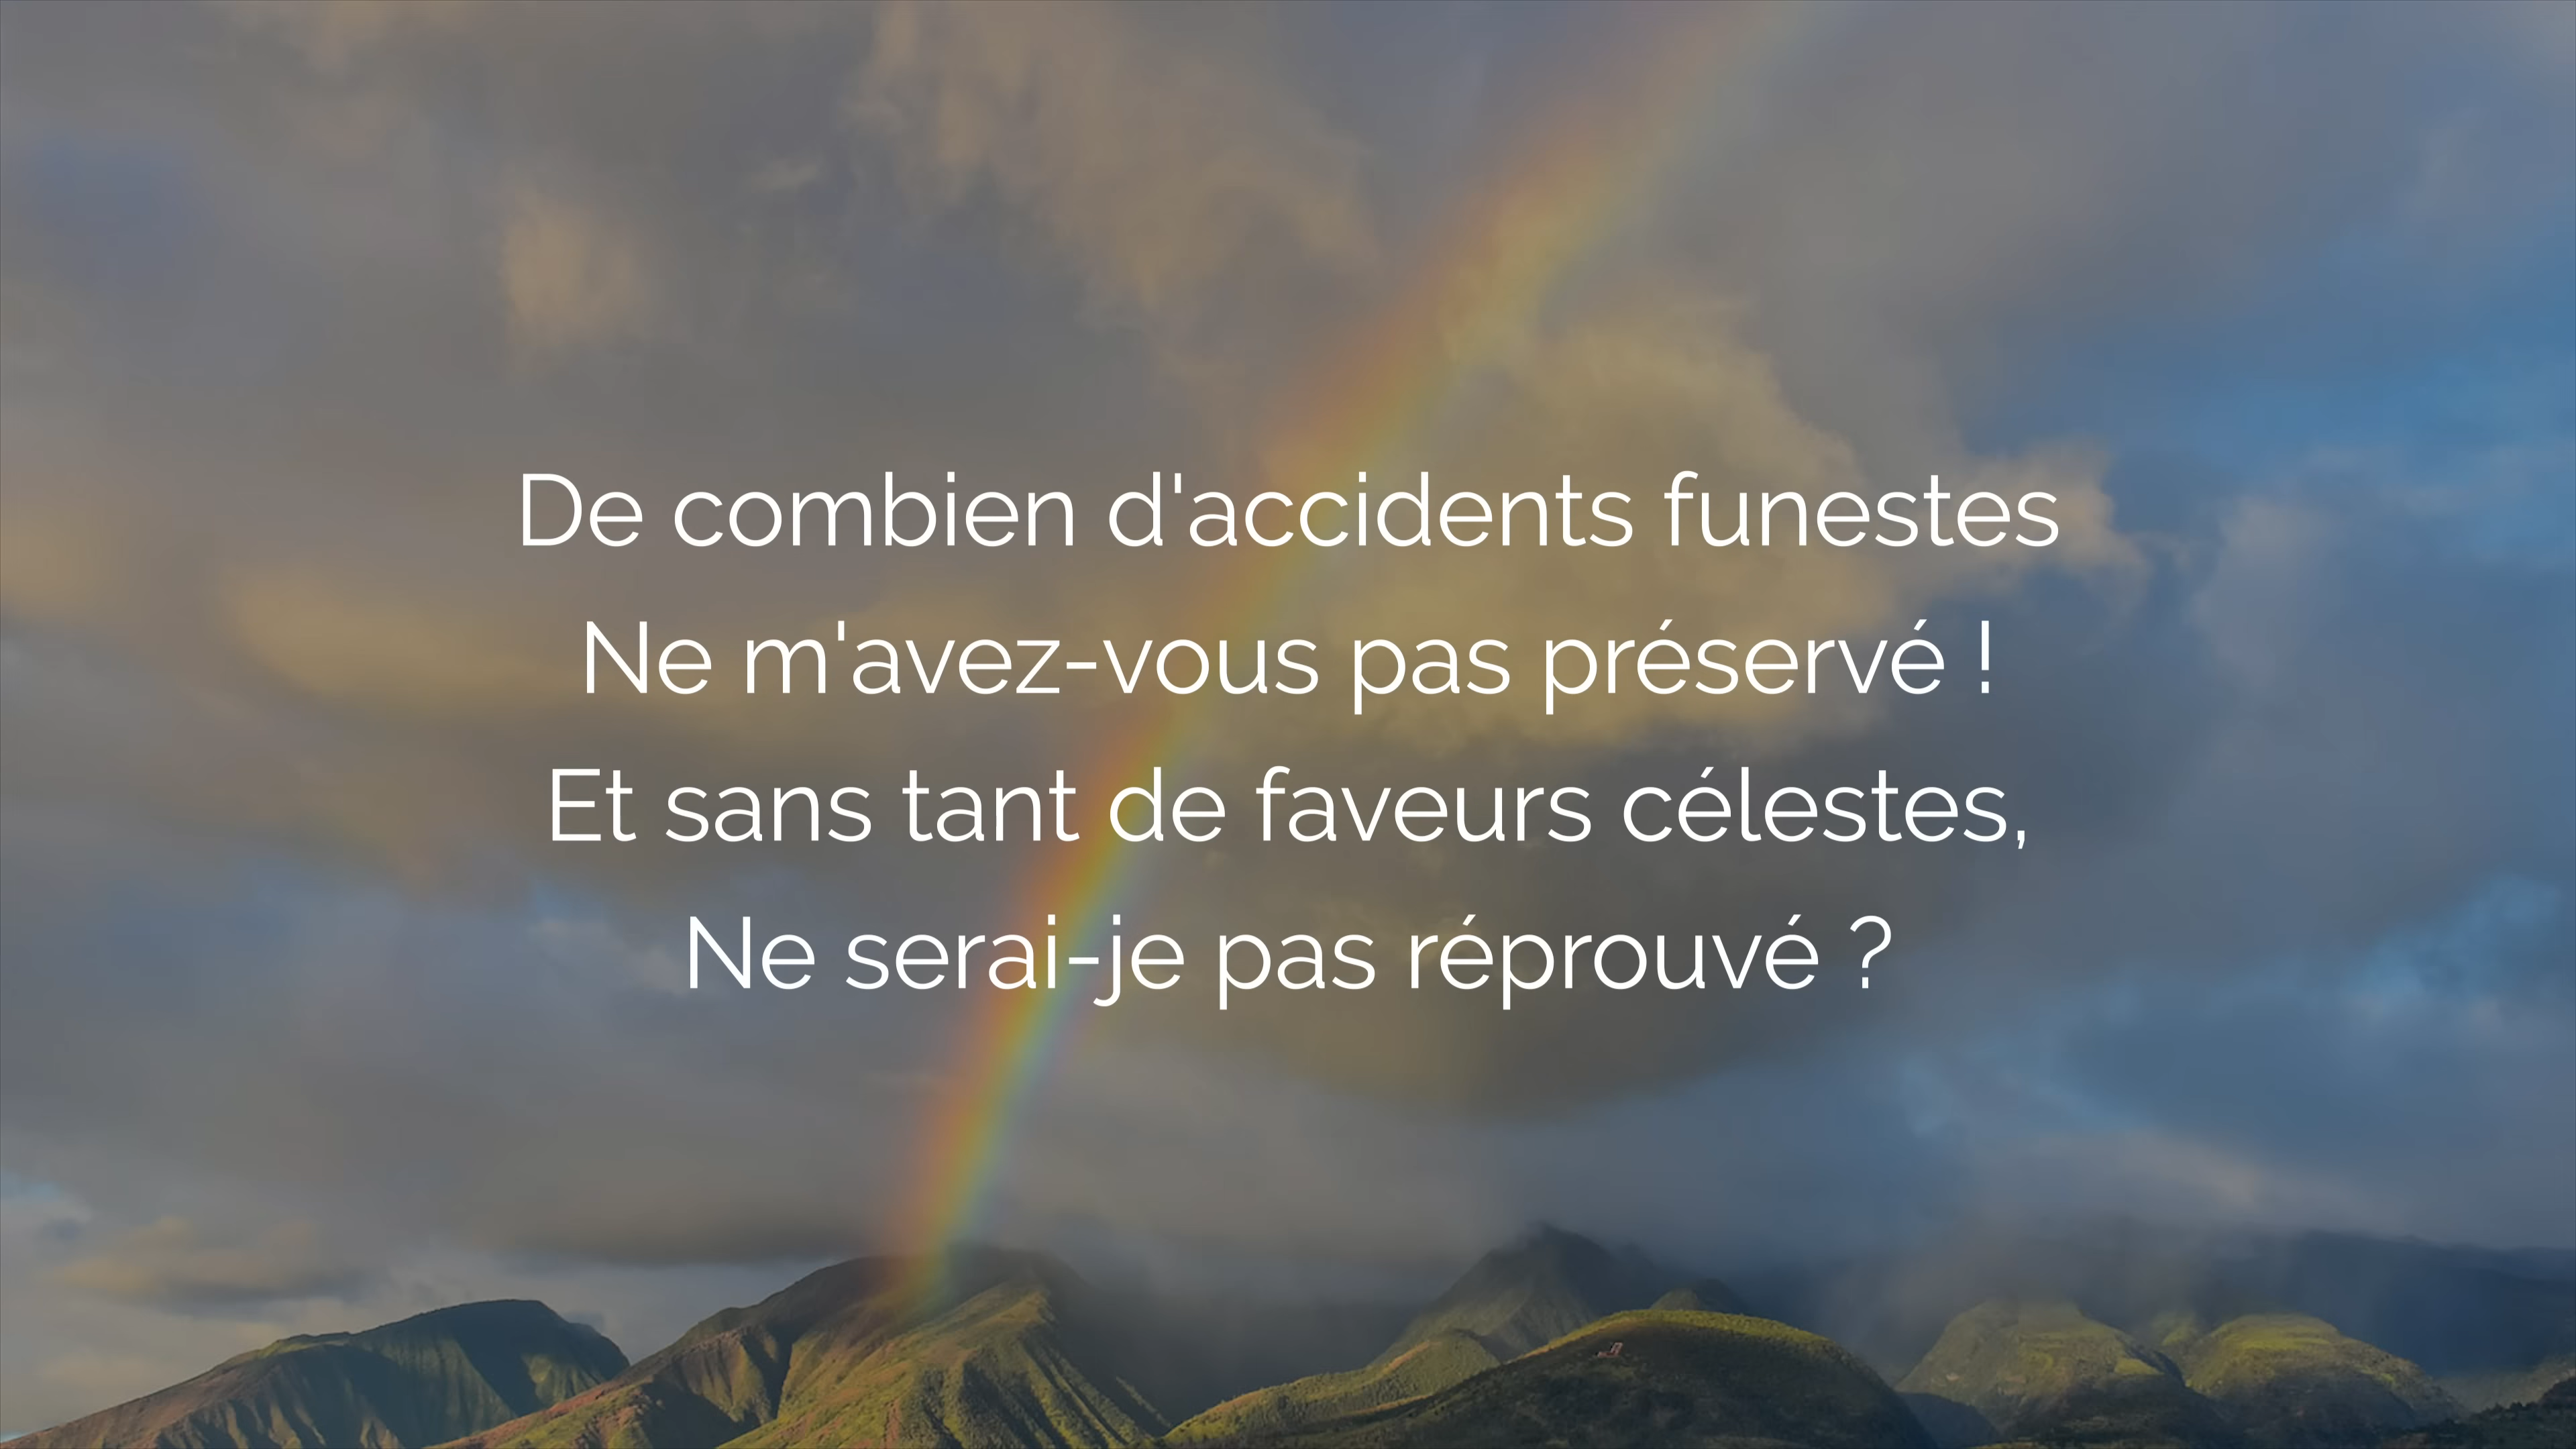 De combien d'accidents funestes
Ne m'avez-vous pas préservé !
Et sans tant de faveurs célestes,
Ne serai-je pas réprouvé ?